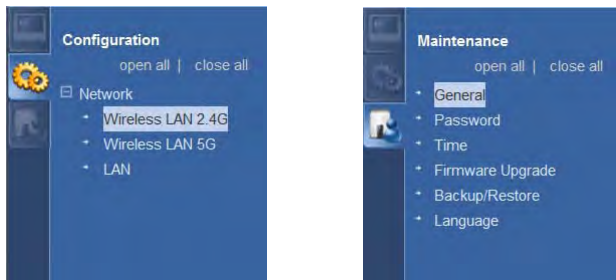 Configuration
open all | close all
Network
Wireless LAN 2.4G
Wireless LAN 5G
LAN
Maintenance
open all | close all
General
Password
Time
Firmware Upgrade
Backup/Restore
Language